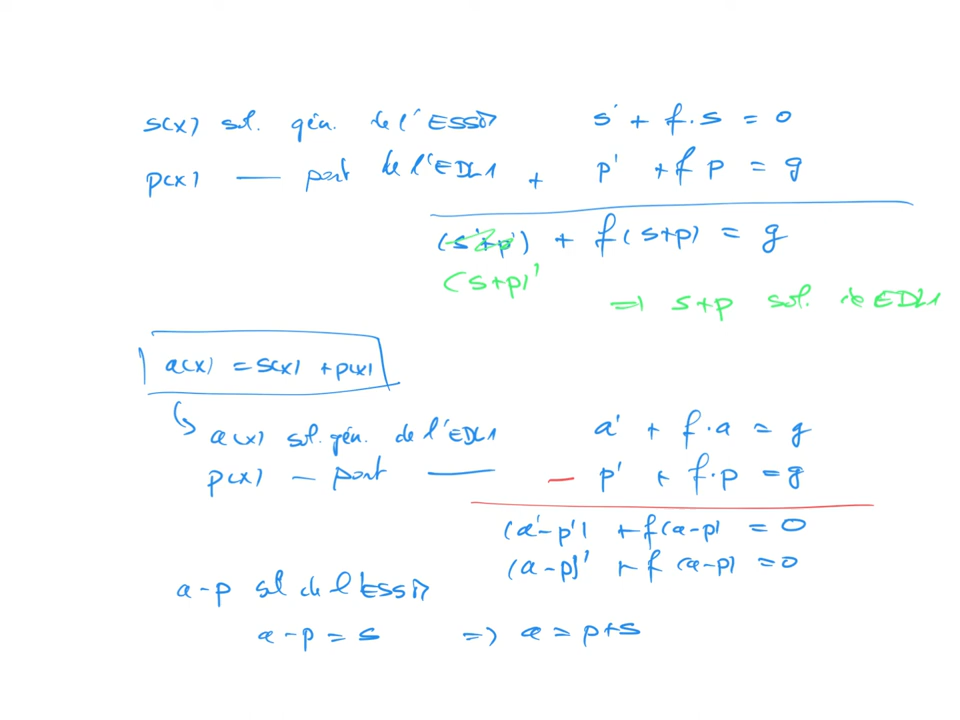 s(x) sol. gén. de l'ESSM s' + f.s = 0
p(x) — part de l'EDL1 + p' + f p = g
(s'+p') + f(s+p) = g
(s+p)'
=> s+p sol. de EDL1
a(x) = s(x) + p(x)
a(x) sol. gén. de l'EDL1 a' + f.a = g
p(x) — part — - p' + f.p = g
(a'-p') + f(a-p) = 0
(a-p)' + f(a-p) = 0
a-p sol de l'ESSM
a-p = s => a = p+s